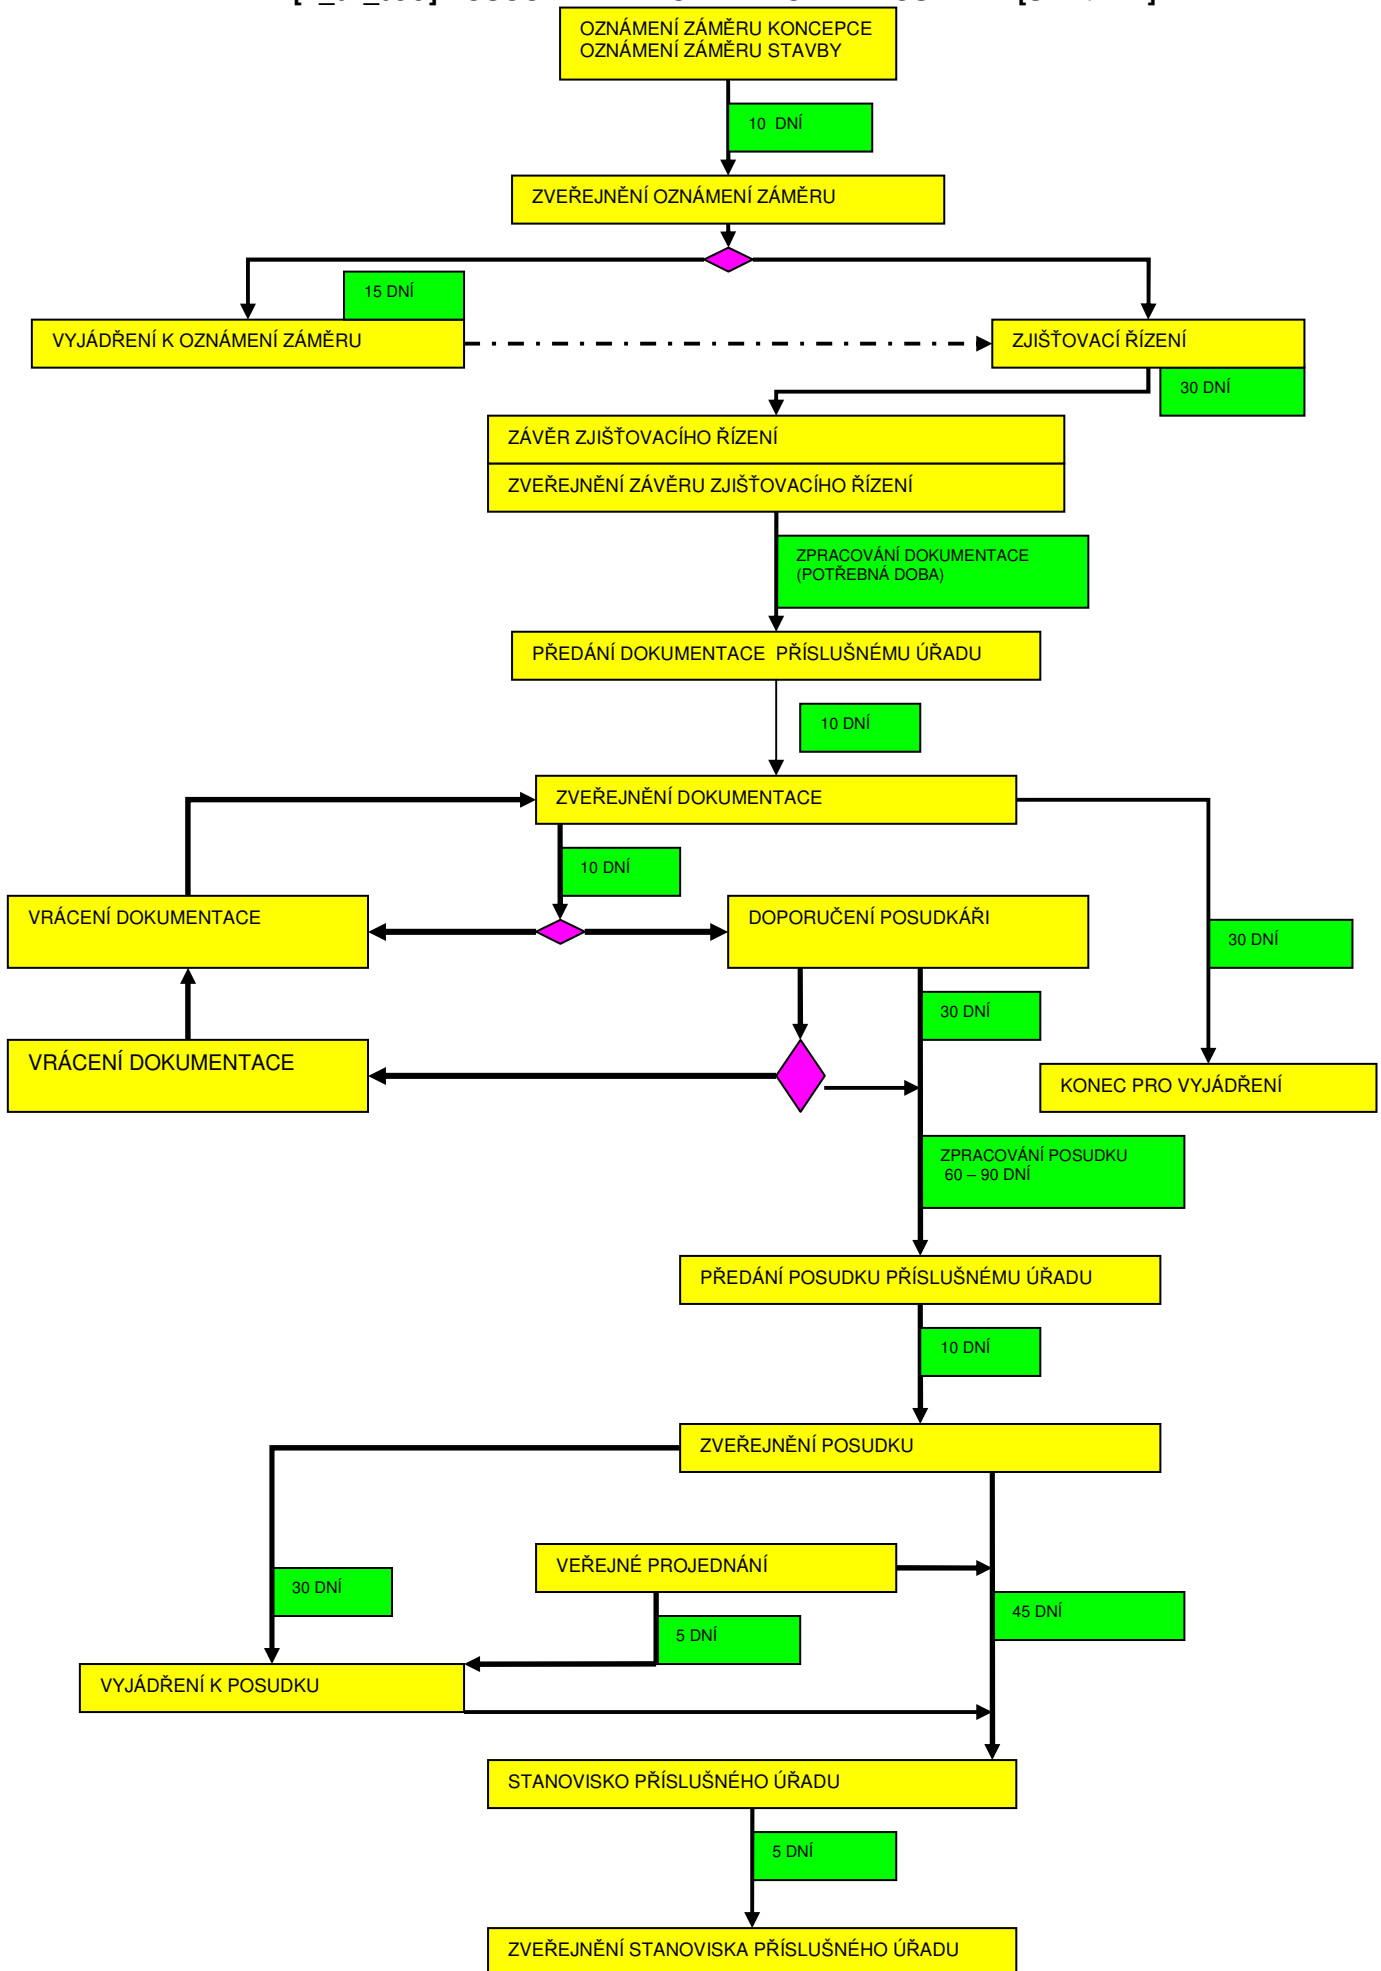 OZNÁMENÍ ZÁMĚRU KONCEPCE
OZNÁMENÍ ZÁMĚRU STAVBY
10 DNÍ
ZVEŘEJNĚNÍ OZNÁMENÍ ZÁMĚRU
15 DNÍ
VYJÁDŘENÍ K OZNÁMENÍ ZÁMĚRU
ZJIŠŤOVACÍ ŘÍZENÍ
30 DNÍ
ZÁVĚR ZJIŠŤOVACÍHO ŘÍZENÍ
ZVEŘEJNĚNÍ ZÁVĚRU ZJIŠŤOVACÍHO ŘÍZENÍ
ZPRACOVÁNÍ DOKUMENTACE
(POTŘEBNÁ DOBA)
PŘEDÁNÍ DOKUMENTACE PŘÍSLUŠNÉMU ÚŘADU
10 DNÍ
ZVEŘEJNĚNÍ DOKUMENTACE
10 DNÍ
VRÁCENÍ DOKUMENTACE
DOPORUČENÍ POSUDKÁŘI
30 DNÍ
30 DNÍ
VRÁCENÍ DOKUMENTACE
KONEC PRO VYJÁDŘENÍ
ZPRACOVÁNÍ POSUDKU
60 – 90 DNÍ
PŘEDÁNÍ POSUDKU PŘÍSLUŠNÉMU ÚŘADU
10 DNÍ
ZVEŘEJNĚNÍ POSUDKU
VEŘEJNÉ PROJEDNÁNÍ
30 DNÍ
45 DNÍ
5 DNÍ
VYJÁDŘENÍ K POSUDKU
STANOVISKO PŘÍSLUŠNÉHO ÚŘADU
5 DNÍ
ZVEŘEJNĚNÍ STANOVISKA PŘÍSLUŠNÉHO ÚŘADU